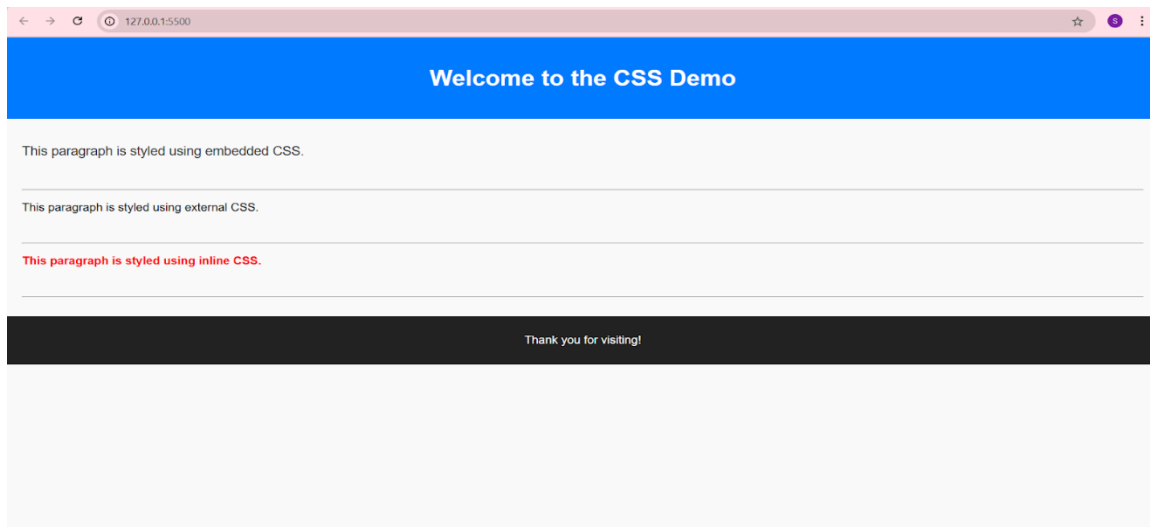 127.0.0.1:5500
S
Welcome to the CSS Demo
This paragraph is styled using embedded CSS.
This paragraph is styled using external CSS.
This paragraph is styled using inline CSS.
Thank you for visiting!